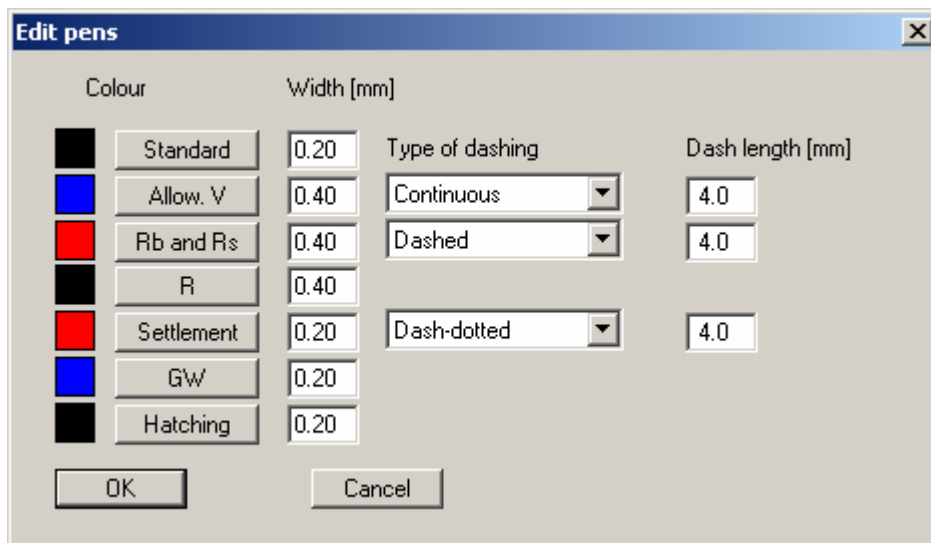 Edit pens
Colour Width [mm]
Standard 0.20 Type of dashing Dash length [mm]
Allow. V 0.40 Continuous 4.0
Rb and Rs 0.40 Dashed 4.0
R 0.40
Settlement 0.20 Dash-dotted 4.0
GW 0.20
Hatching 0.20
OK Cancel